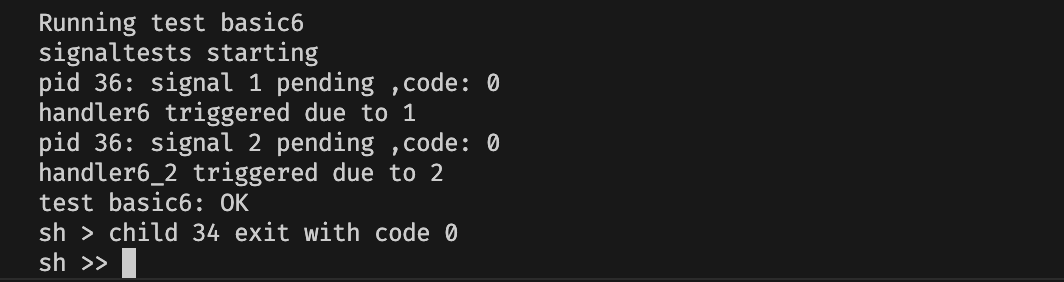 Running test basic6
signaltests starting
pid 36: signal 1 pending ,code: 0
handler6 triggered due to 1
pid 36: signal 2 pending ,code: 0
handler6_2 triggered due to 2
test basic6: OK
sh > child 34 exit with code 0
sh >>